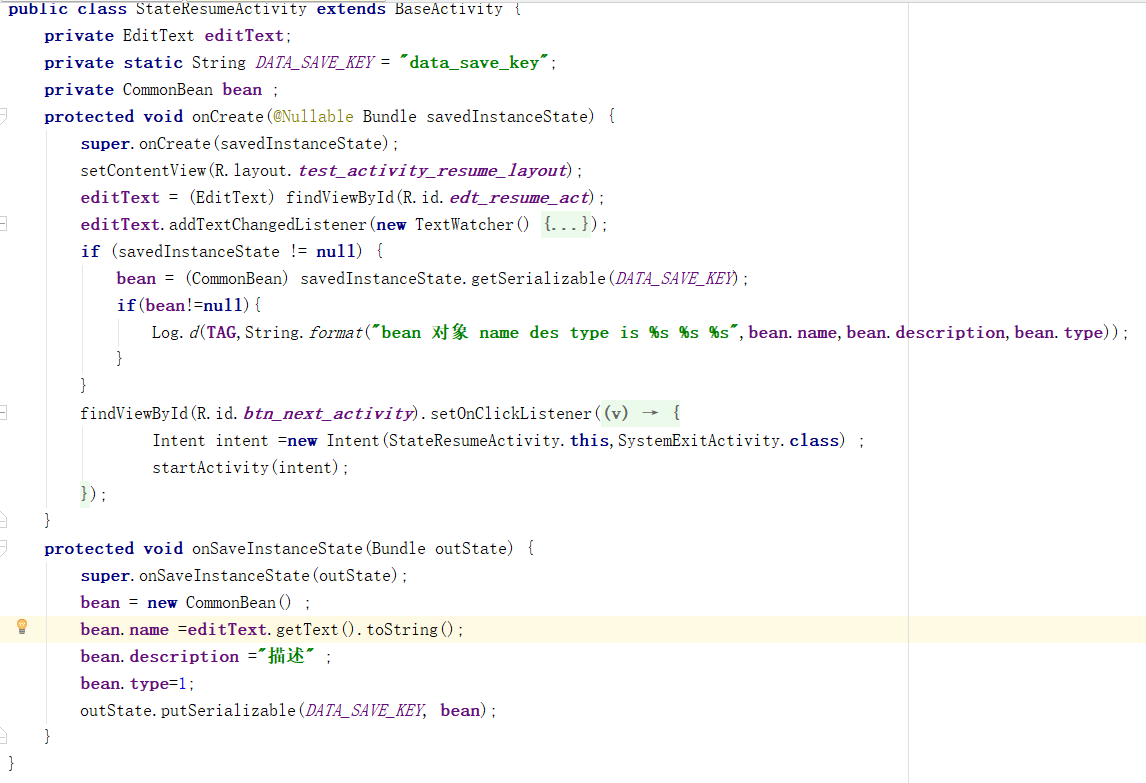 public class StateResumeActivity extends BaseActivity {
private EditText editText;
private static String DATA_SAVE_KEY = "data_save_key";
private CommonBean bean ;
protected void onCreate(@Nullable Bundle savedInstanceState) {
super.onCreate(savedInstanceState);
setContentView(R.layout.test_activity_resume_layout);
editText = (EditText) findViewById(R.id.edt_resume_act);
editText.addTextChangedListener(new TextWatcher() {...});
if (savedInstanceState != null) {
bean = (CommonBean) savedInstanceState.getSerializable(DATA_SAVE_KEY);
if(bean!=null){
Log.d(TAG,String.format("bean 对象 name des type is %s %s %s",bean.name,bean.description,bean.type));
}
}
findViewById(R.id.btn_next_activity).setOnClickListener((v) → {
Intent intent =new Intent(StateResumeActivity.this,SystemExitActivity.class) ;
startActivity(intent);
});
}
protected void onSaveInstanceState(Bundle outState) {
super.onSaveInstanceState(outState);
bean = new CommonBean() ;
bean.name =editText.getText().toString();
bean.description ="描述" ;
bean.type=1;
outState.putSerializable(DATA_SAVE_KEY, bean);
}
}